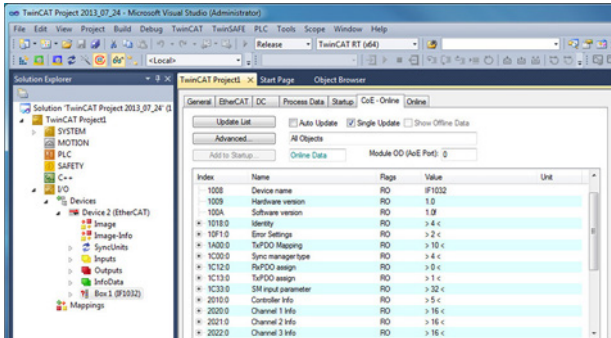 TwinCAT Project 2013_07_24 - Microsoft Visual Studio (Administrator)
File Edit View Project Build Debug TwinCAT TwinSAFE PLC Tools Scope Window Help
Release TwinCAT RT (x64)
<Local>
Solution Explorer
TwinCAT Project1 Start Page Object Browser
Solution 'TwinCAT Project 2013_07_24' (1
TwinCAT Project1
SYSTEM
MOTION
PLC
SAFETY
C++
I/O
Devices
Device 2 (EtherCAT)
Image
Image-Info
SyncUnits
Inputs
Outputs
InfoData
Box 1 (IF1032)
Mappings
General EtherCAT DC Process Data Startup CoE - Online Online
Update List Auto Update Single Update Show Offline Data
Advanced... All Objects
Add to Startup... Online Data Module OD (AoE Port): 0
Index Name Flags Value Unit
1008 Device name RO IF1032
1009 Hardware version RO 1.0
100A Software version RO 1.0f
1018:0 Identity RO > 4 <
10F1:0 Error Settings RO > 2 <
1A00:0 TxPDO Mapping RO > 10 <
1C00:0 Sync manager type RO > 4 <
1C12:0 RxPDO assign RO > 0 <
1C13:0 TxPDO assign RO > 1 <
1C33:0 SM input parameter RO > 32 <
2010:0 Controller Info RO > 5 <
2020:0 Channel 1 Info RO > 16 <
2021:0 Channel 2 Info RO > 16 <
2022:0 Channel 3 Info RO > 16 <